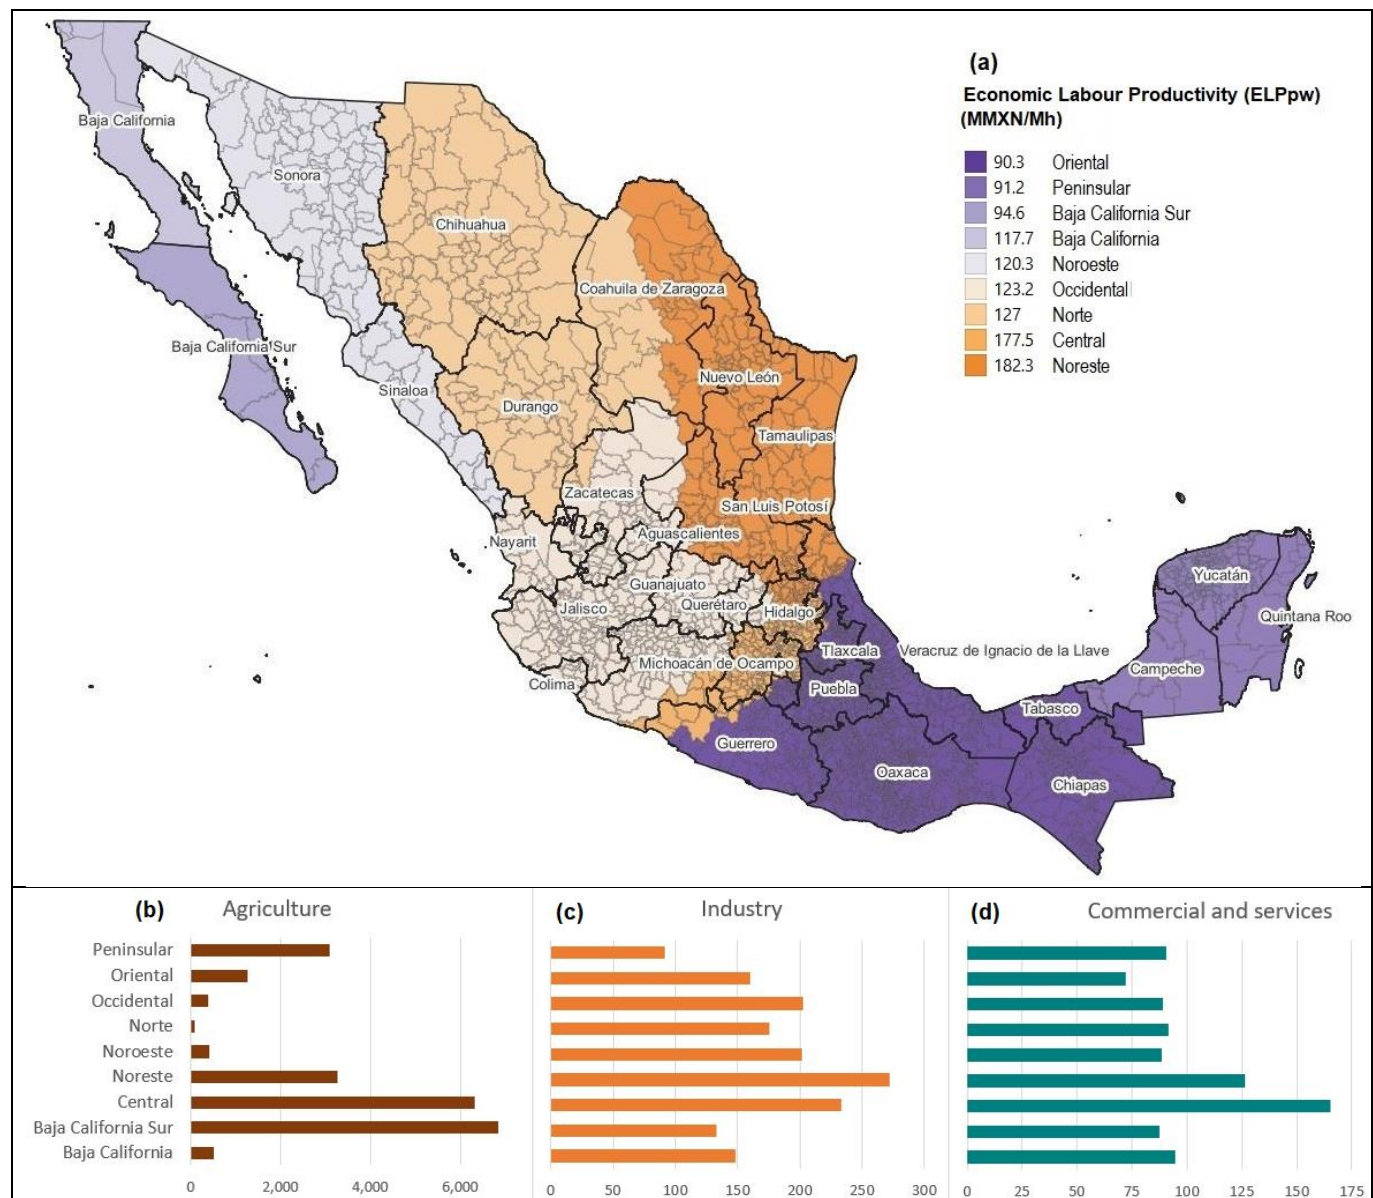 (a)
Economic Labour Productivity (ELPpw)
(MMXN/Mh)
90.3 Oriental
91.2 Peninsular
94.6 Baja California Sur
117.7 Baja California
120.3 Noroeste
123.2 Occidental
127 Norte
177.5 Central
182.3 Noreste
Baja California
Sonora
Chihuahua
Coahuila de Zaragoza
Baja California Sur
Nuevo León
Sinaloa
Durango
Tamaulipas
Zacatecas
San Luis Potosí
Nayarit
Aguascalientes
Yucatán
Guanajuato
Jalisco
Querétaro
Hidalgo
Quintana Roo
Tlaxcala
Veracruz de Ignacio de la Llave
Michoacán de Ocampo
Campeche
Colima
Puebla
Tabasco
Guerrero
Oaxaca
Chiapas
(b) Agriculture
Peninsular
Oriental
Occidental
Norte
Noroeste
Noreste
Central
Baja California Sur
Baja California
0 2,000 4,000 6,000
(c) Industry
0 50 100 150 200 250 300
(d) Commercial and services
0 25 50 75 100 125 150 175